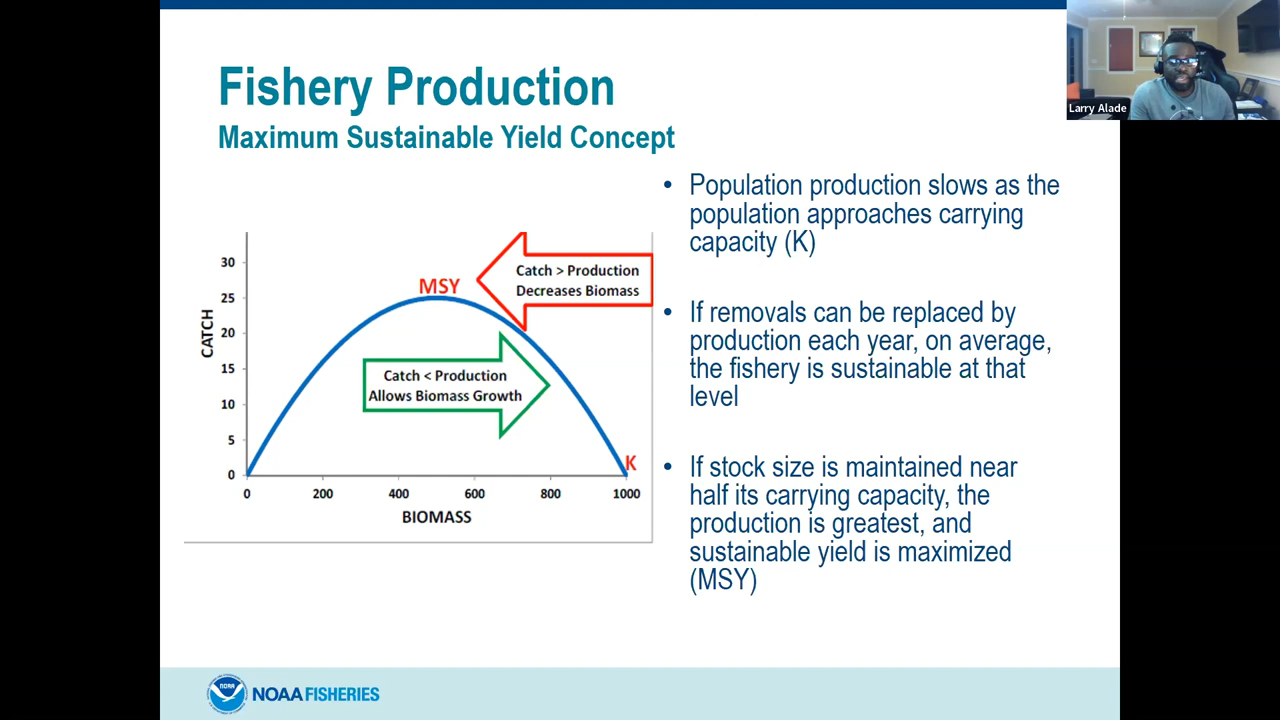 Fishery Production
Maximum Sustainable Yield Concept
• Population production slows as the
population approaches carrying
capacity (K)
• If removals can be replaced by
production each year, on average,
the fishery is sustainable at that
level
• If stock size is maintained near
half its carrying capacity, the
production is greatest, and
sustainable yield is maximized
(MSY)
CATCH
30
25
20
15
10
5
0
MSY
Catch > Production
Decreases Biomass
Catch < Production
Allows Biomass Growth
K
0 200 400 600 800 1000
BIOMASS
Larry Alade
NOAA
NOAA FISHERIES